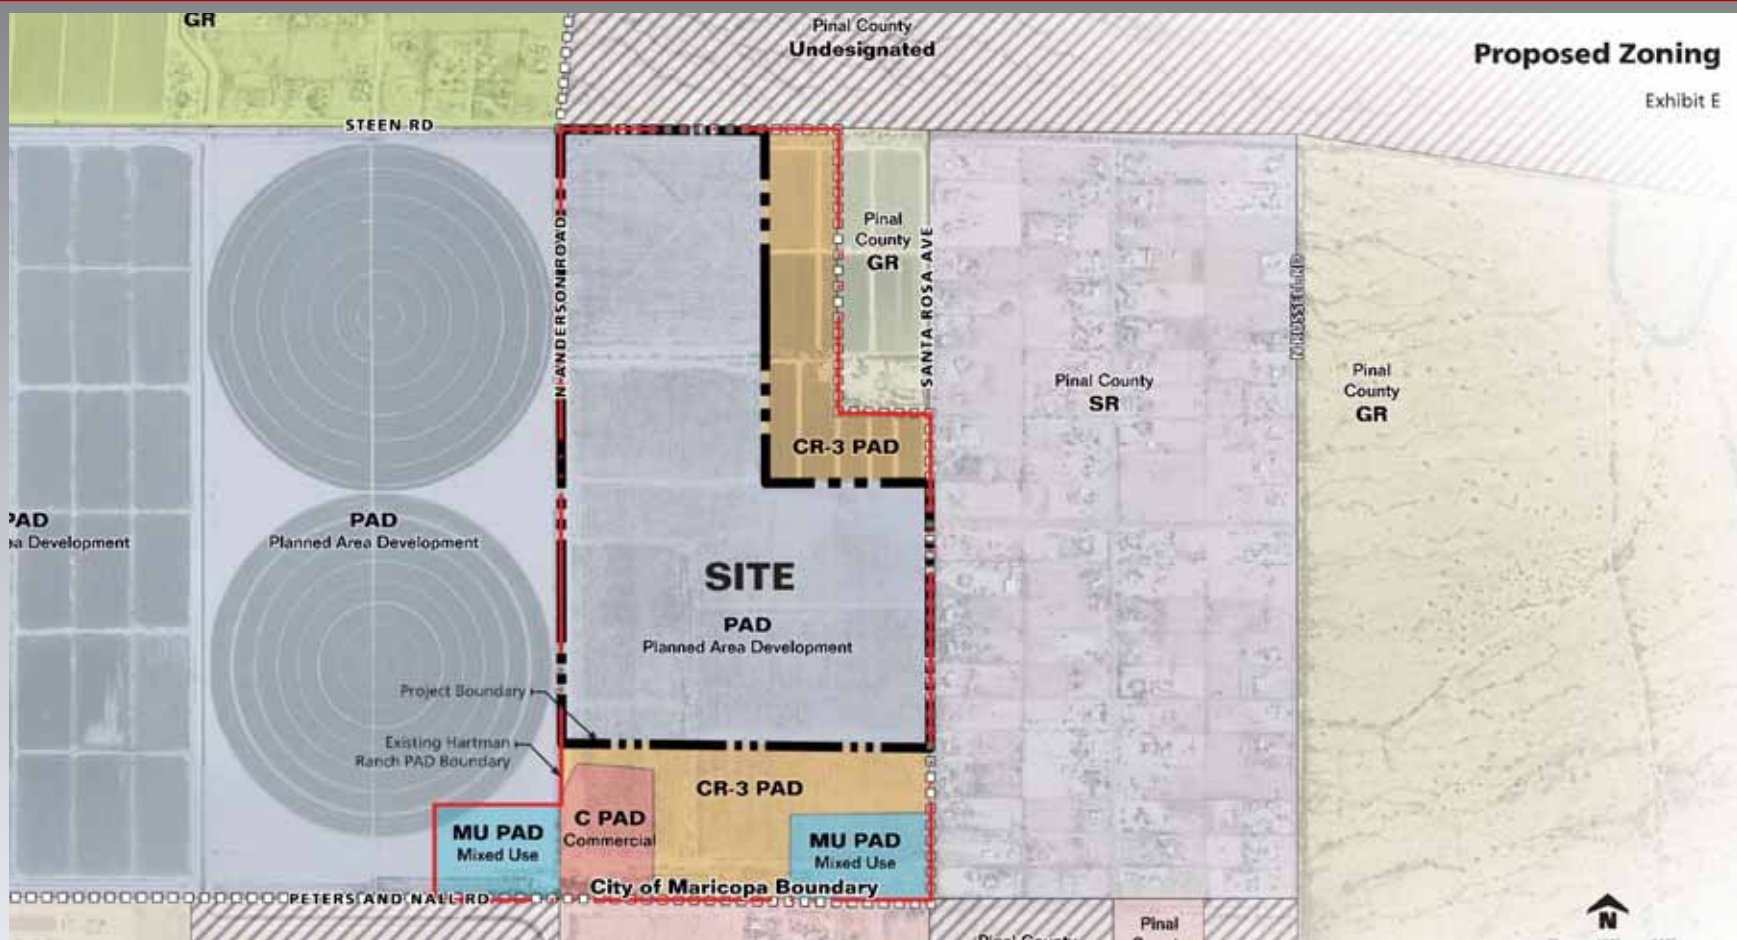 GR
Pinal County
Undesignated
Proposed Zoning
Exhibit E
STEEN RD
N ANDERSON ROAD
Pinal
County
GR
SANTA ROSA AVE
N RUSSELL RD
Pinal County
SR
Pinal
County
GR
CR-3 PAD
PAD
Development
PAD
Planned Area Development
SITE
PAD
Planned Area Development
Project Boundary
Existing Hartman
Ranch PAD Boundary
CR-3 PAD
C PAD
Commercial
MU PAD
Mixed Use
MU PAD
Mixed Use
City of Maricopa Boundary
PETERS AND NALL RD
N
Pinal
Pinal County